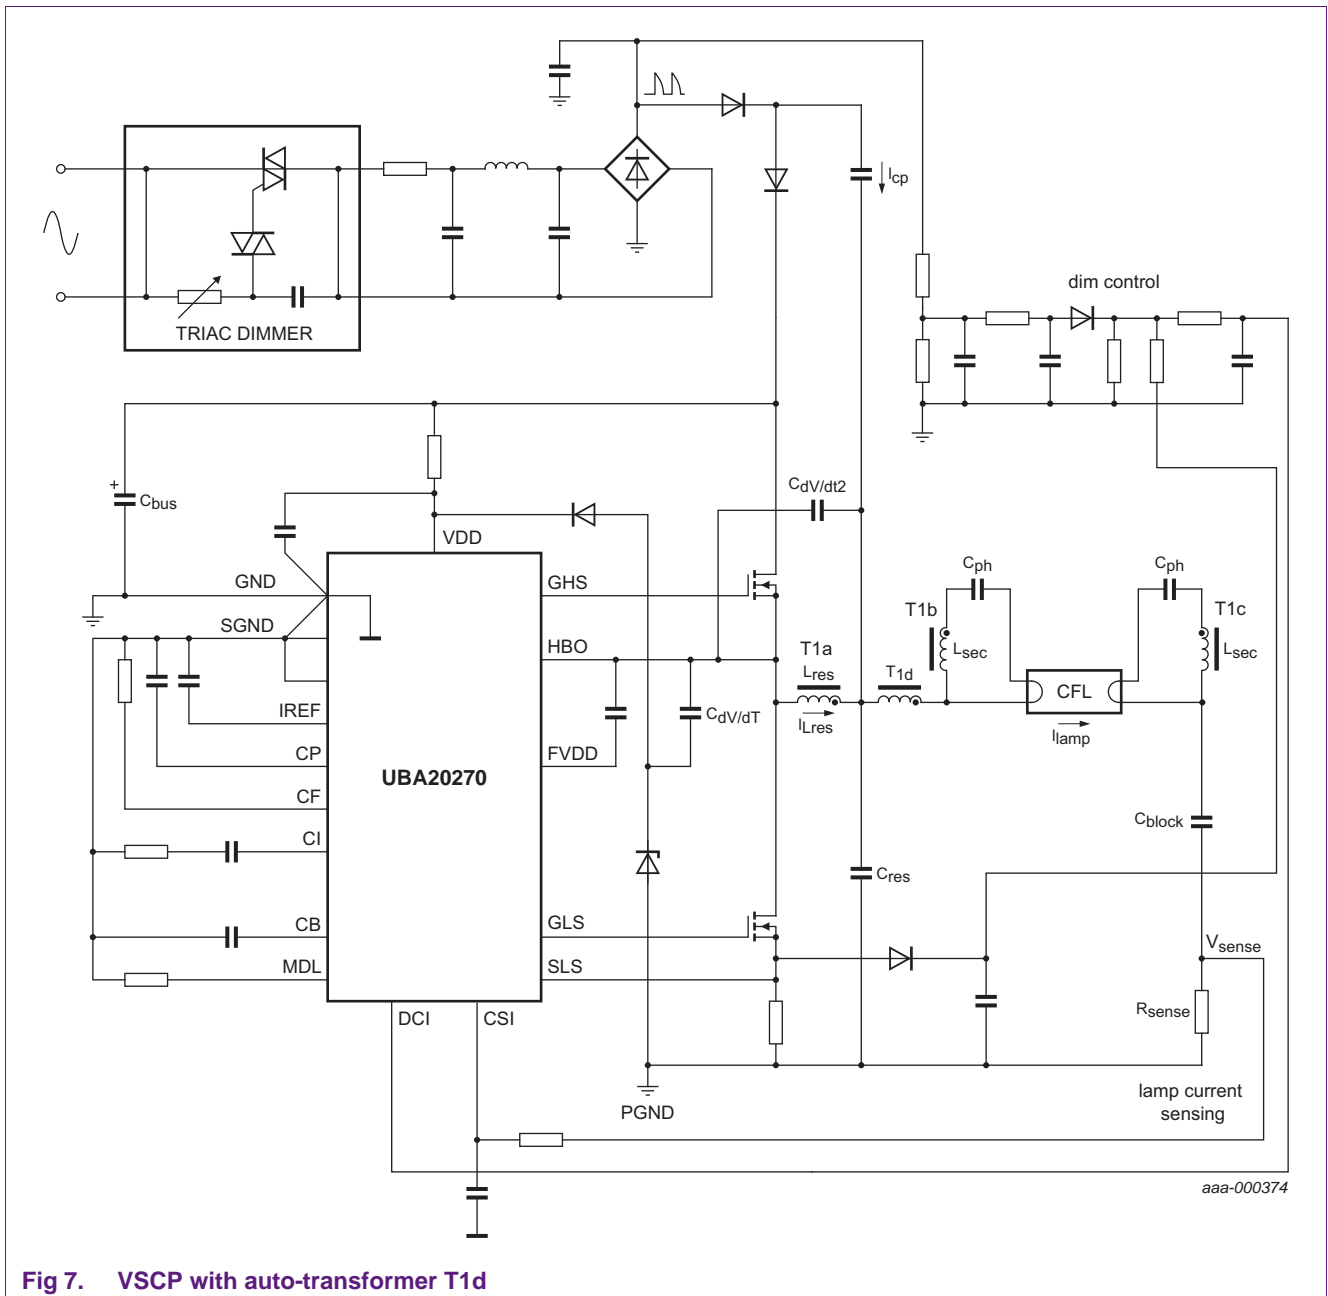 Icp
dim control
TRIAC DIMMER
+
Cbus
CdV/dt2
VDD
GND
GHS
Cph
Cph
T1b
T1c
SGND
HBO
T1a
Lsec
Lsec
Lres
T1d
CFL
IREF
CdV/dT
ILres
Ilamp
CP
FVDD
UBA20270
CF
CI
Cblock
Cres
CB
GLS
Vsense
MDL
SLS
Rsense
DCI
CSI
PGND
lamp current
sensing
aaa-000374
Fig 7. VSCP with auto-transformer T1d